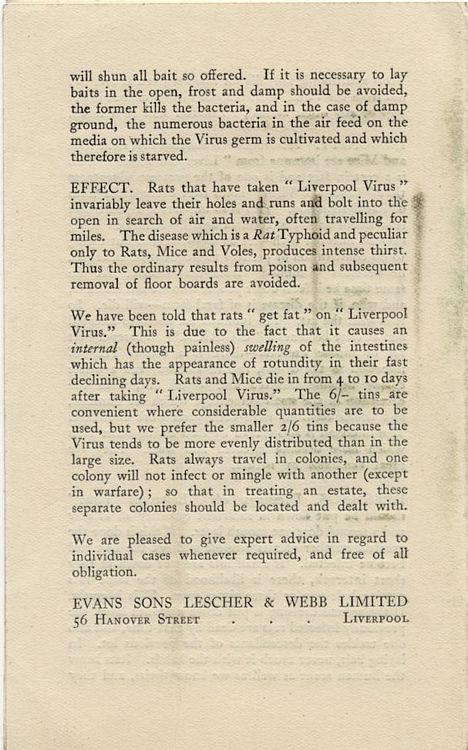 will shun all bait so offered. If it is necessary to lay
baits in the open, frost and damp should be avoided,
the former kills the bacteria, and in the case of damp
ground, the numerous bacteria in the air feed on the
media on which the Virus germ is cultivated and which
therefore is starved.
EFFECT. Rats that have taken “ Liverpool Virus ”
invariably leave their holes and runs and bolt into the
open in search of air and water, often travelling for
miles. The disease which is a Rat Typhoid and peculiar
only to Rats, Mice and Voles, produces intense thirst.
Thus the ordinary results from poison and subsequent
removal of floor boards are avoided.
We have been told that rats “ get fat ” on “ Liverpool
Virus.” This is due to the fact that it causes an
internal (though painless) swelling of the intestines
which has the appearance of rotundity in their fast
declining days. Rats and Mice die in from 4 to 10 days
after taking “ Liverpool Virus.” The 6/- tins are
convenient where considerable quantities are to be
used, but we prefer the smaller 2/6 tins because the
Virus tends to be more evenly distributed than in the
large size. Rats always travel in colonies, and one
colony will not infect or mingle with another (except
in warfare) ; so that in treating an estate, these
separate colonies should be located and dealt with.
We are pleased to give expert advice in regard to
individual cases whenever required, and free of all
obligation.
EVANS SONS LESCHER & WEBB LIMITED
56 HANOVER STREET . . . LIVERPOOL